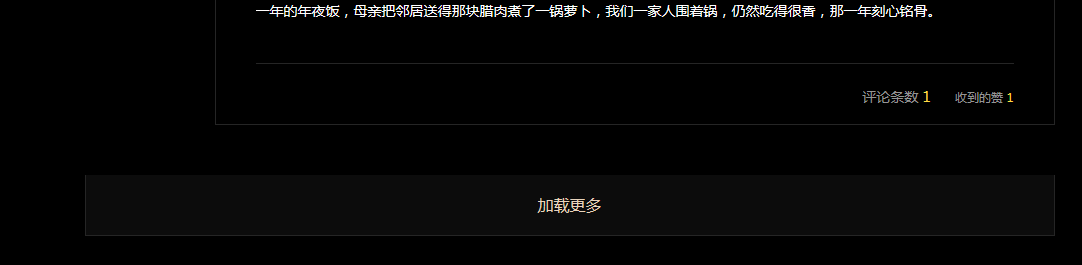 一年的年夜饭，母亲把邻居送得那块腊肉煮了一锅萝卜，我们一家人围着锅，仍然吃得很香，那一年刻心铭骨。
评论条数 1 收到的赞 1
加载更多